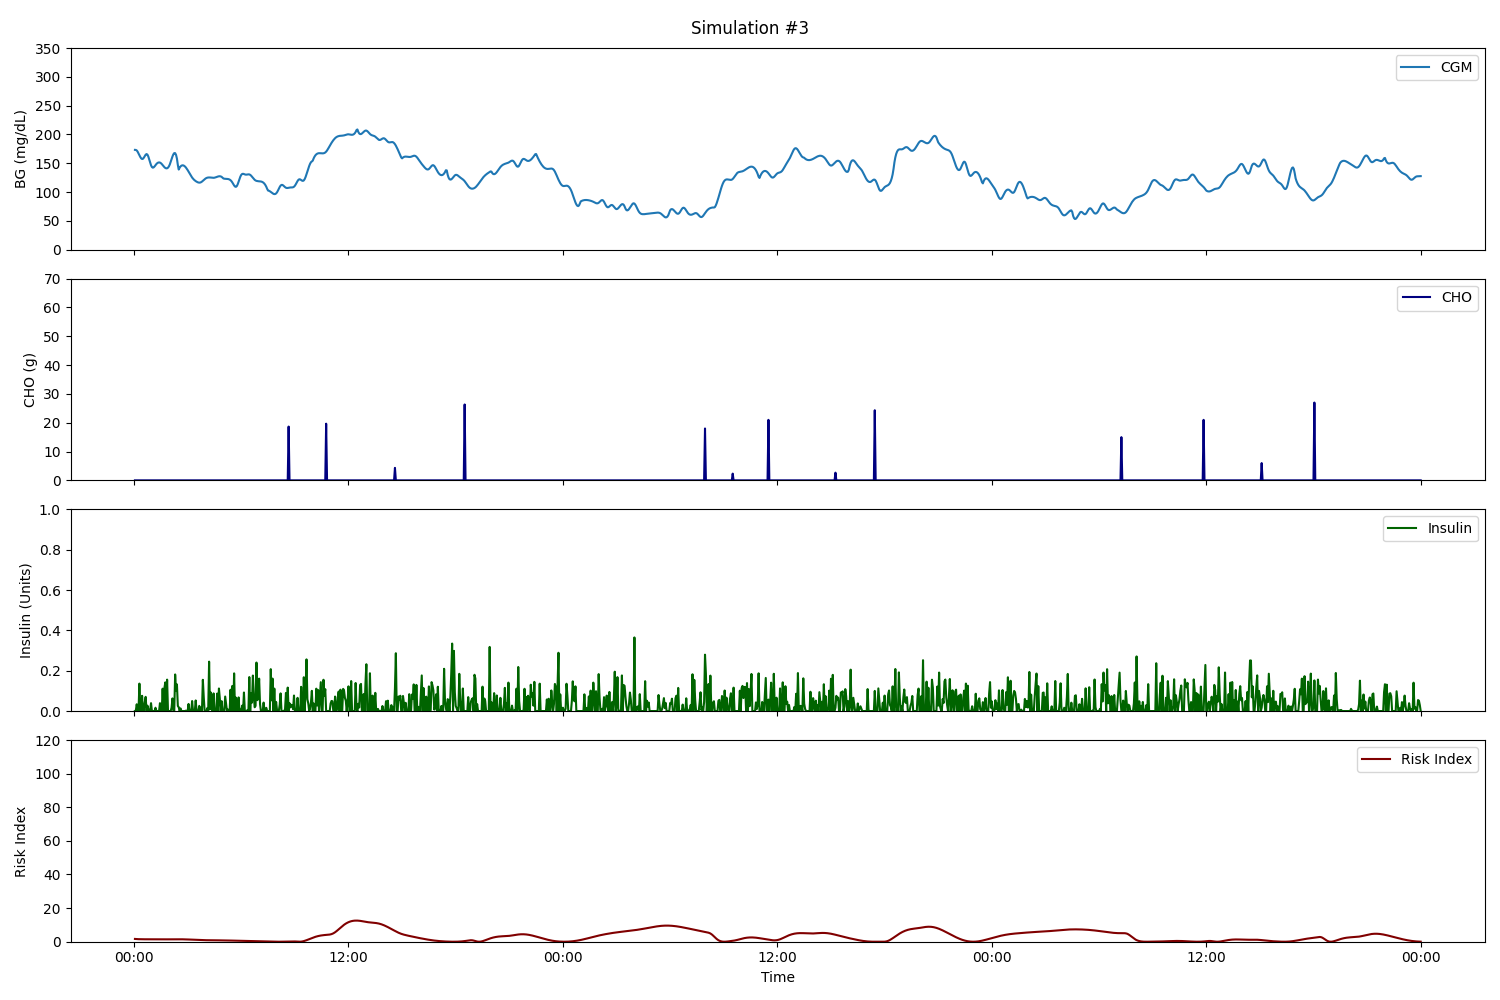 Simulation #3
350
300
250
200
150
100
50
0
BG (mg/dL)
CGM
70
60
50
40
30
20
10
0
CHO (g)
CHO
1.0
0.8
0.6
0.4
0.2
0.0
Insulin (Units)
Insulin
120
100
80
60
40
20
0
Risk Index
Risk Index
00:00 12:00 00:00 12:00 00:00 12:00 00:00
Time